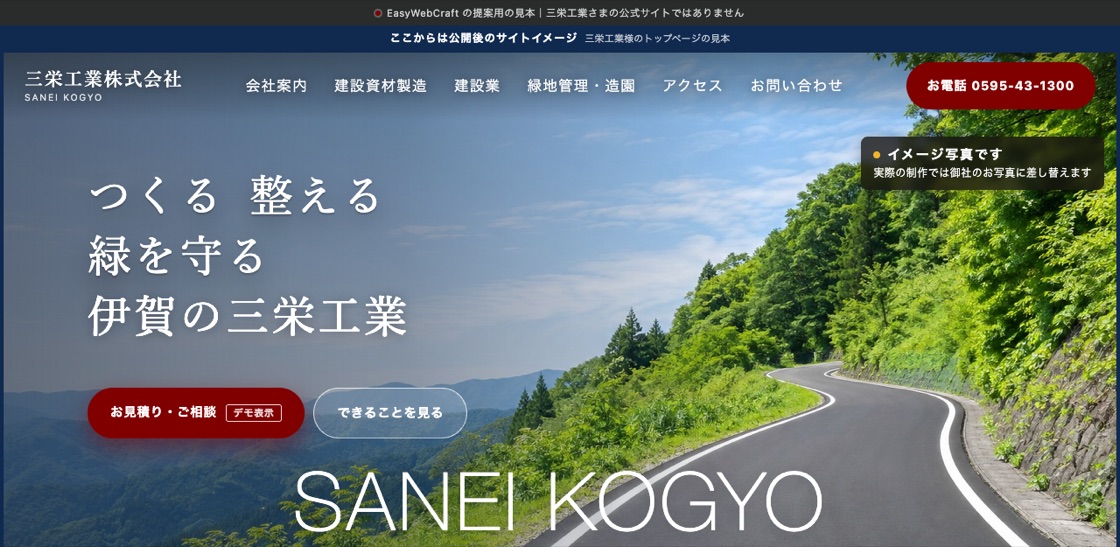 EasyWebCraft の提案用の見本｜三栄工業さまの公式サイトではありません
ここからは公開後のサイトイメージ 三栄工業様のトップページの見本
三栄工業株式会社
SANEI KOGYO
会社案内 建設資材製造 建設業 緑地管理・造園 アクセス お問い合わせ
お電話 0595-43-1300
イメージ写真です
実際の制作では御社のお写真に差し替えます
つくる 整える
緑を守る
伊賀の三栄工業
お見積り・ご相談 デモ表示
できることを見る
SANEI KOGYO